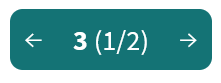 ← 3 (1/2) →